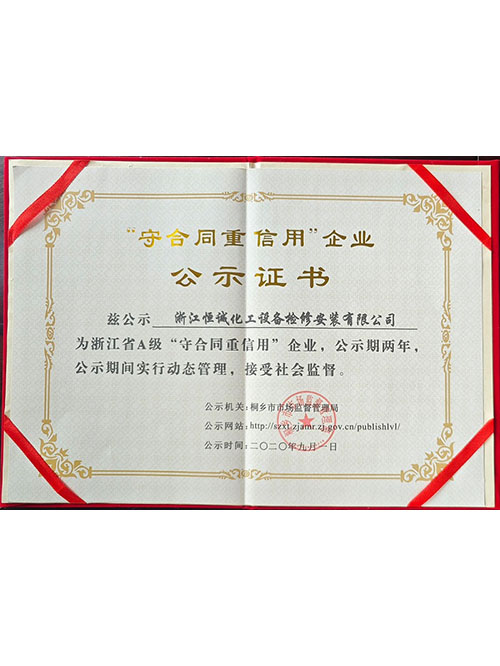 “守合同重信用”企业
公示证书
兹公示 浙江恒诚化工设备检修安装有限公司
为浙江省A级“守合同重信用”企业，公示期两年，
公示期间实行动态管理，接受社会监督。
公示机关：桐乡市市场监督管理局
公示网站：http://szxt.zjamr.zj.gov.cn/publishlvl/
公示时间：二〇二〇年九月一日